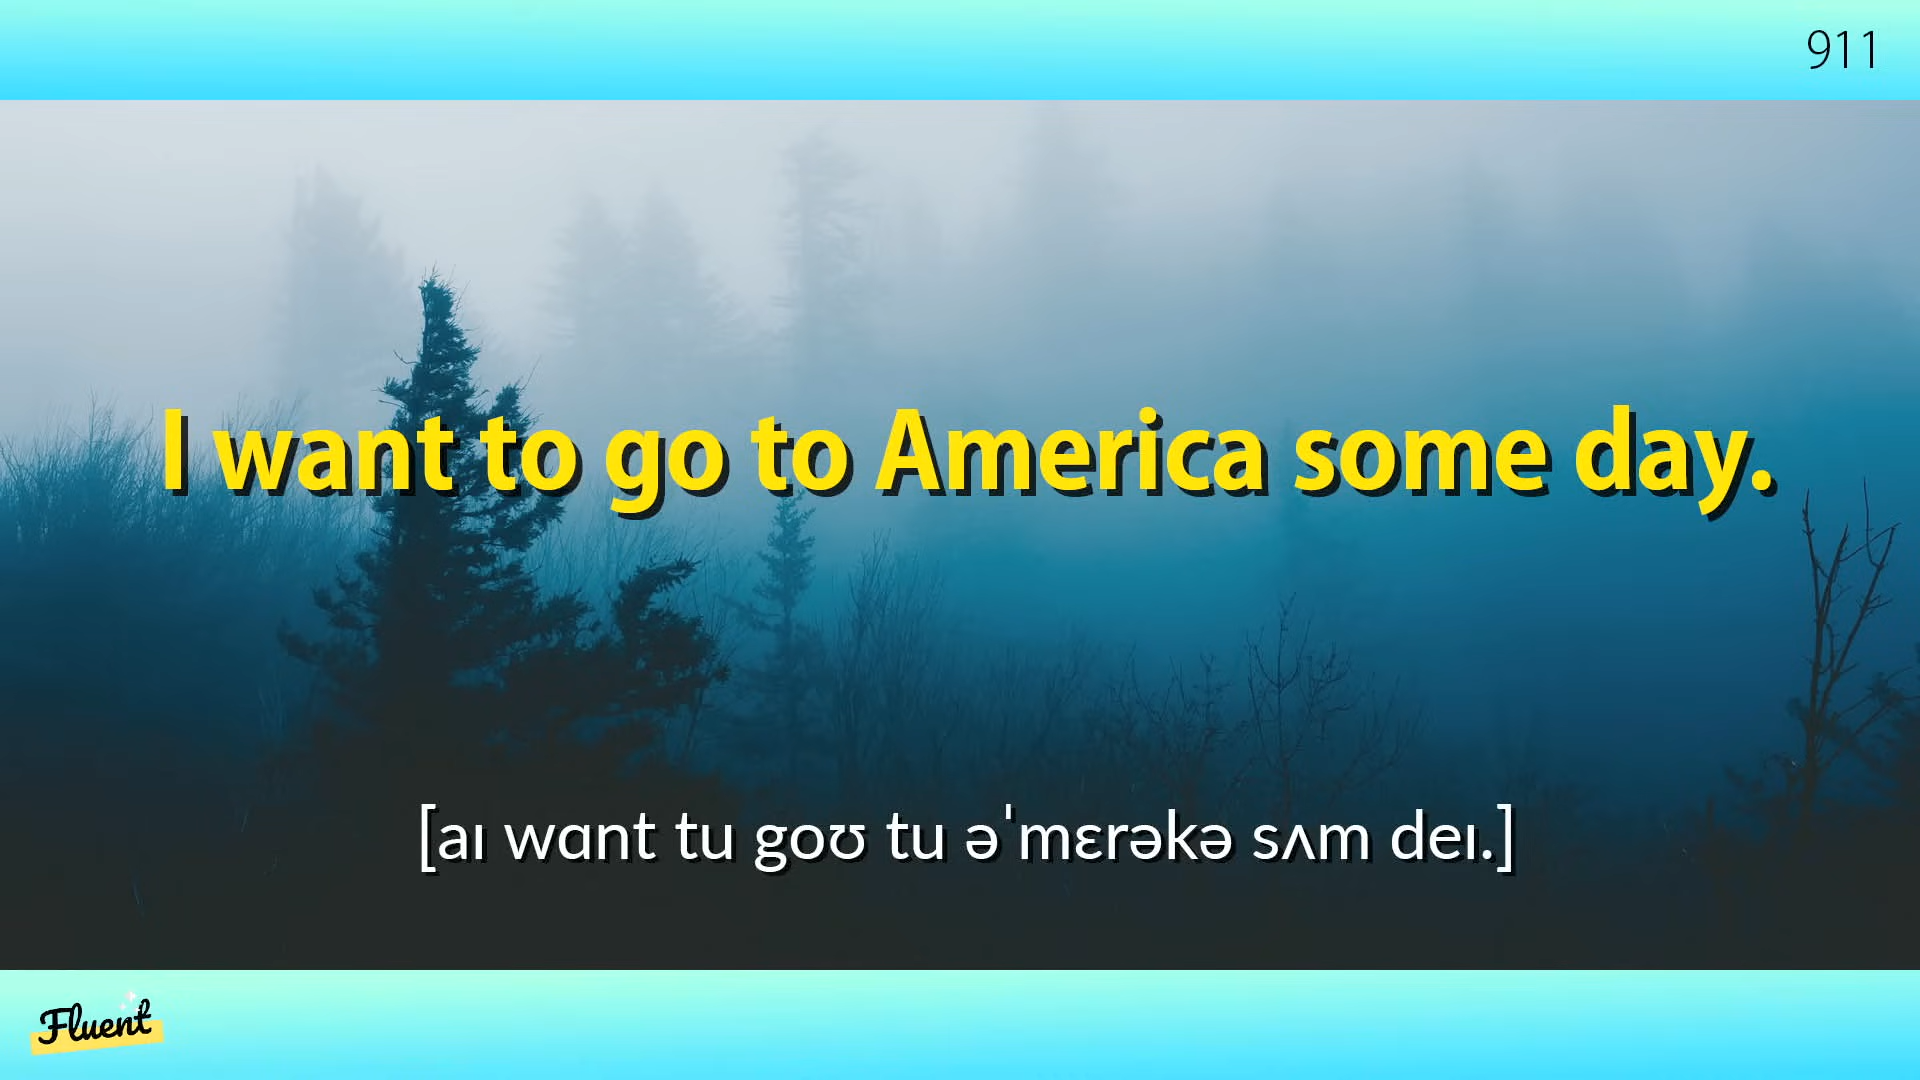 911
I want to go to America some day.
[aɪ wɑnt tu goʊ tu əˈmɛrəkə sʌm deɪ.]
Fluent